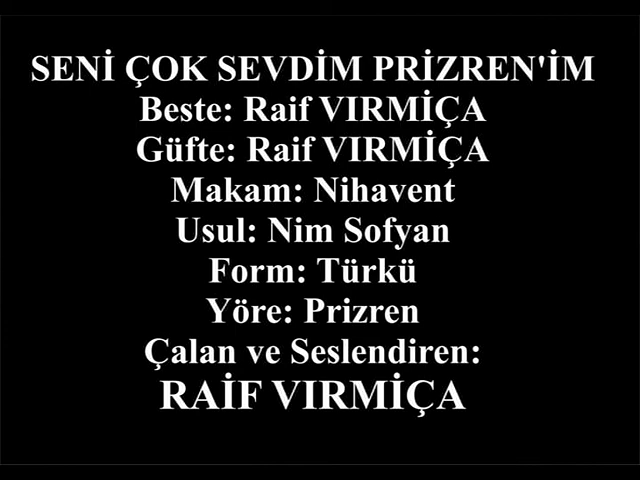 SENİ ÇOK SEVDİM PRİZREN'İM
Beste: Raif VIRMİÇA
Güfte: Raif VIRMİÇA
Makam: Nihavent
Usul: Nim Sofyan
Form: Türkü
Yöre: Prizren
Çalan ve Seslendiren:
RAİF VIRMİÇA